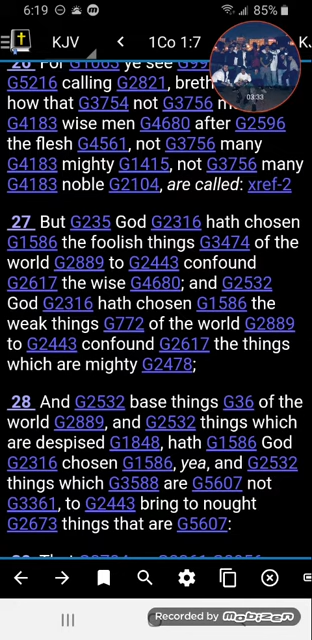 6:19 85%
KJV 1Co 1:7
03:33
G5216 calling G2821, breth
how that G3754 not G3756
G4183 wise men G4680 after G2596
the flesh G4561, not G3756 many
G4183 mighty G1415, not G3756 many
G4183 noble G2104, are called: xref-2
27 But G235 God G2316 hath chosen
G1586 the foolish things G3474 of the
world G2889 to G2443 confound
G2617 the wise G4680; and G2532
God G2316 hath chosen G1586 the
weak things G772 of the world G2889
to G2443 confound G2617 the things
which are mighty G2478;
28 And G2532 base things G36 of the
world G2889, and G2532 things which
are despised G1848, hath G1586 God
G2316 chosen G1586, yea, and G2532
things which G3588 are G5607 not
G3361, to G2443 bring to nought
G2673 things that are G5607:
Recorded by Mobizen